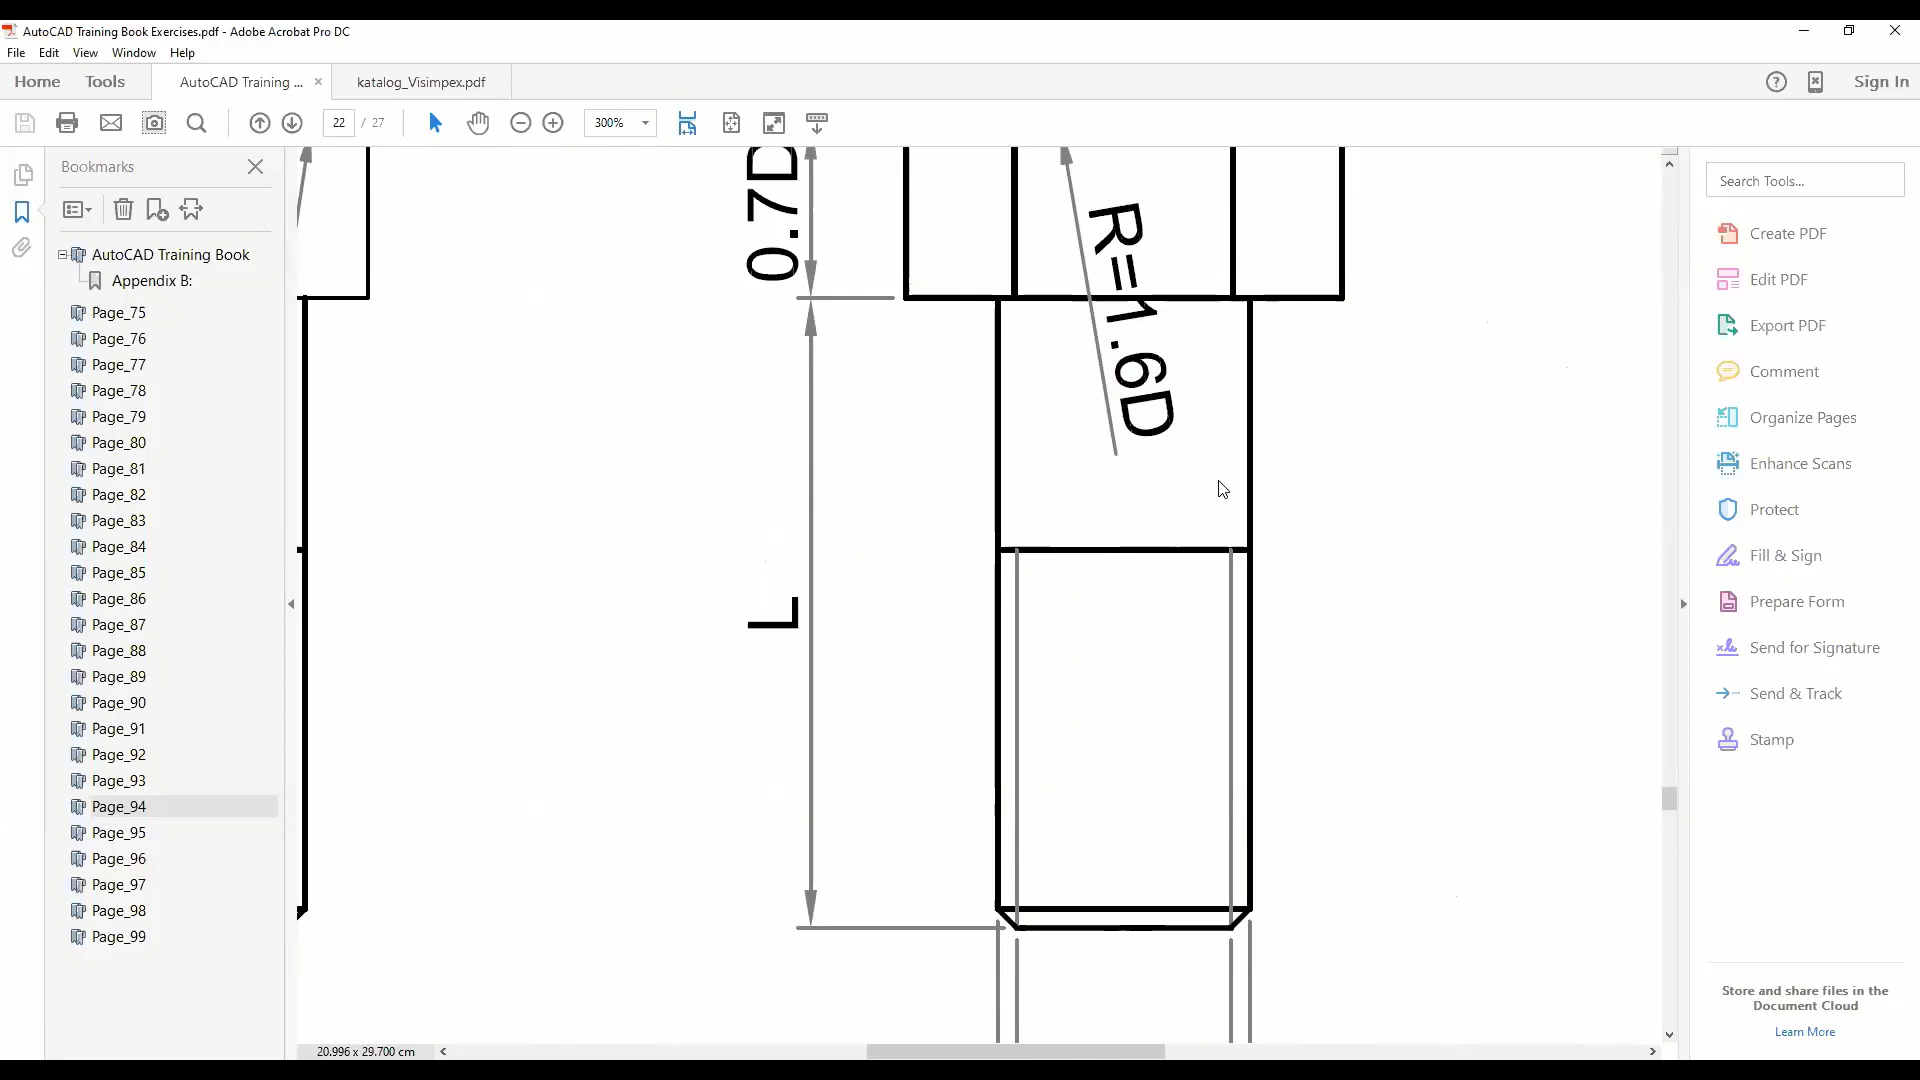 AutoCAD Training Book Exercises.pdf - Adobe Acrobat Pro DC
File Edit View Window Help
Home Tools AutoCAD Training ... × katalog_Visimpex.pdf Sign In
22 / 27 300%
Bookmarks
AutoCAD Training Book
Appendix B:
Page_75
Page_76
Page_77
Page_78
Page_79
Page_80
Page_81
Page_82
Page_83
Page_84
Page_85
Page_86
Page_87
Page_88
Page_89
Page_90
Page_91
Page_92
Page_93
Page_94
Page_95
Page_96
Page_97
Page_98
Page_99
0.7D
R=1.6D
L
20.996 x 29.700 cm
Search Tools...
Create PDF
Edit PDF
Export PDF
Comment
Organize Pages
Enhance Scans
Protect
Fill & Sign
Prepare Form
Send for Signature
Send & Track
Stamp
Store and share files in the
Document Cloud
Learn More